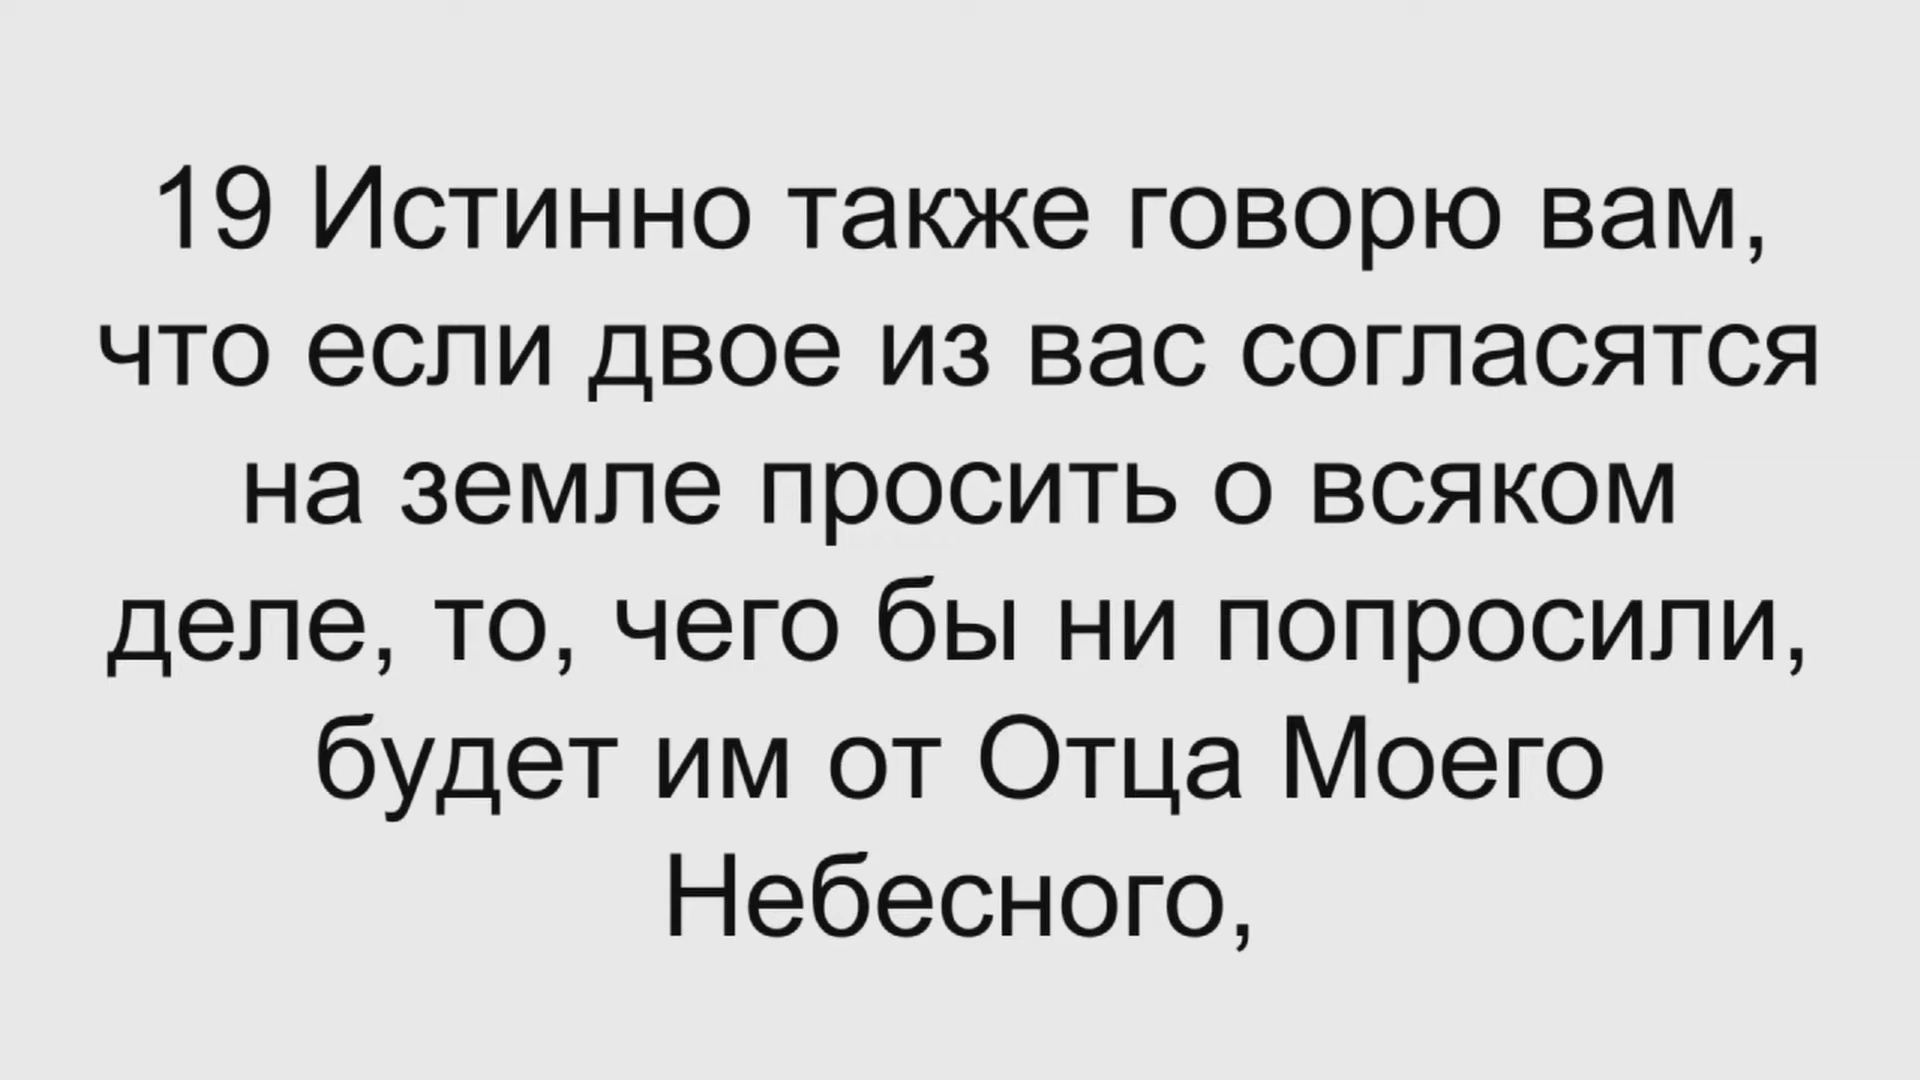 19 Истинно также говорю вам,
что если двое из вас согласятся
на земле просить о всяком
деле, то, чего бы ни попросили,
будет им от Отца Моего
Небесного,